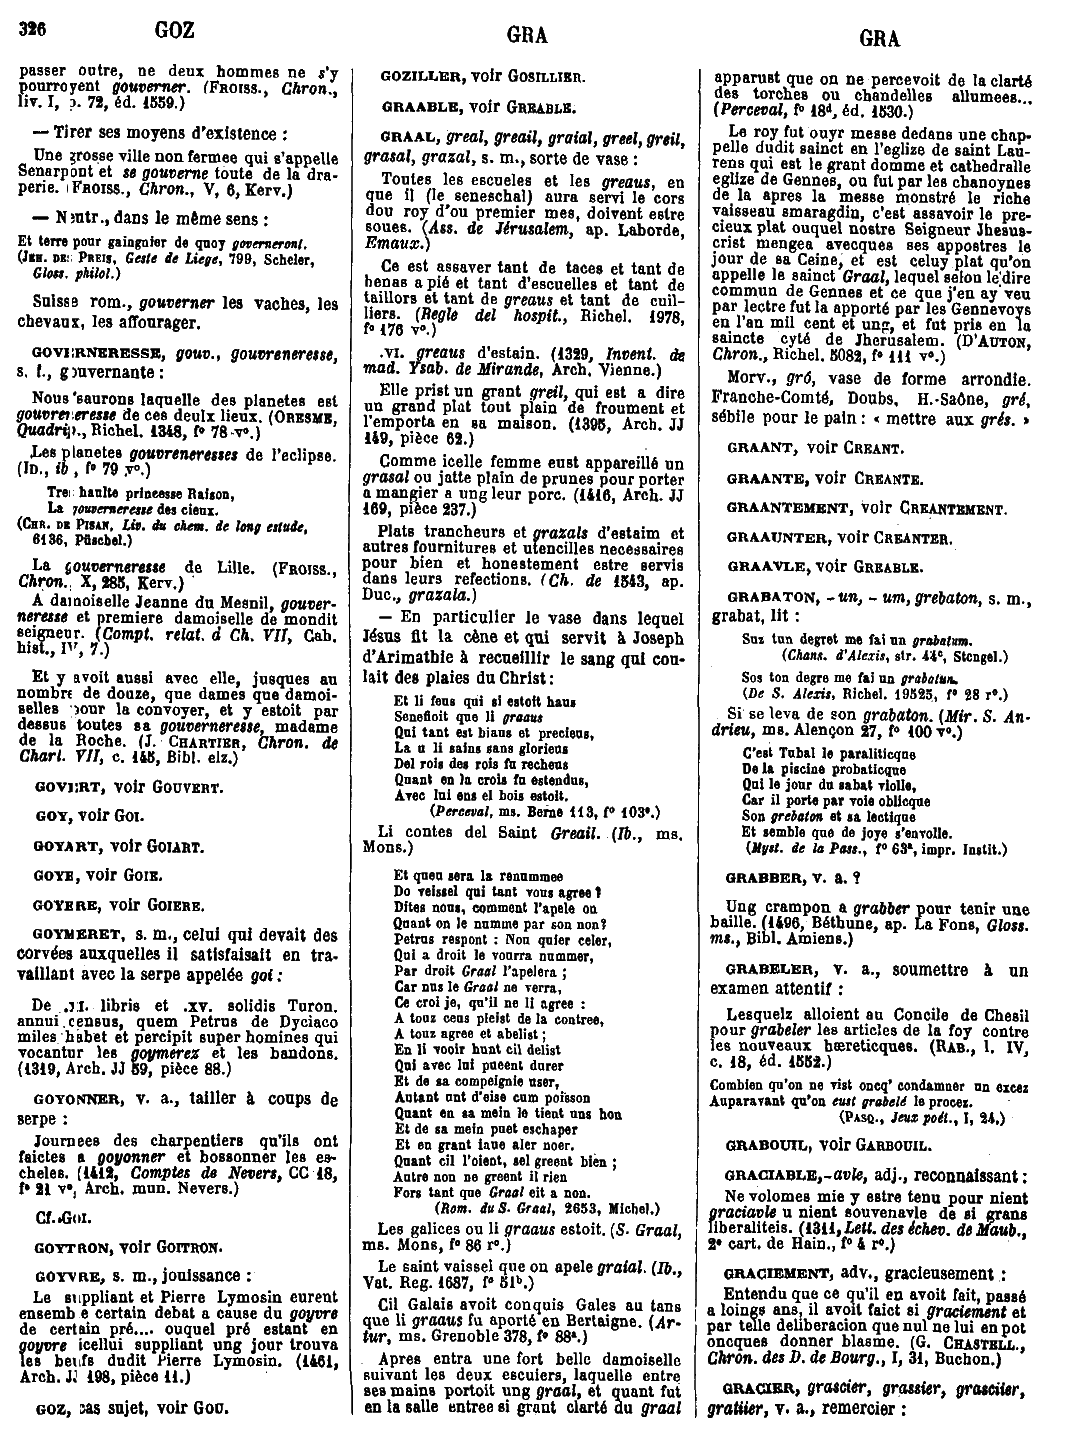 326 GOZ GRA GRA
passer outre, ne deux hommes ne s'y
pourroyent gouverner. (FROISS., Chron.,
liv. I, p. 72, éd. 1559.)
— Tirer ses moyens d'existence :
Une grosse ville non fermee qui s'appelle
Senarpont et se gouverne toute de la dra-
perie. (FROISS., Chron., V, 6, Kerv.)
— Neutr., dans le même sens :
Et terre pour gaingnier de quoy governeront.
(JEH. DES PREIS, Geste de Liege, 799, Scheler,
Gloss. philol.)
Suisse rom., gouverner les vaches, les
chevaux, les affourager.
GOVERNERESSE, gouv., gouvreneresse,
s. f., gouvernante :
Nous saurons laquelle des planetes est
gouverneresse de ces deulx lieux. (ORESME,
Quadrip., Richel. 1348, f° 78 v°.)
Les planetes gouvreneresses de l'eclipse.
(ID., ib., f° 79 v°.)
Tres haulte princesse Raison,
La gouverneresse des cieux.
(CHR. DE PISAN, Liv. du chem. de long estude,
6136, Püschel.)
La gouverneresse de Lille. (FROISS.,
Chron., X, 285, Kerv.)
A damoiselle Jeanne du Mesnil, gouver-
neresse et premiere damoiselle de mondit
seigneur. (Compt. relat. à Ch. VII, Cab.
hist., IV, 7.)
Et y avoit aussi avec elle, jusques au
nombre de douze, que dames que damoi-
selles pour la convoyer, et y estoit par
dessus toutes sa gouverneresse, madame
de la Roche. (J. CHARTIER, Chron. de
Charl. VII, c. 145, Bibl. elz.)
GOVERT, voir GOUVERT.
GOY, voir GOI.
GOYART, voir GOIART.
GOYE, voir GOIE.
GOYERE, voir GOIERE.
GOYMERET, s. m., celui qui devait des
corvées auxquelles il satisfaisait en tra-
vaillant avec la serpe appelée goi :
De .II. libris et .XV. solidis Turon.
annui census, quem Petrus de Dyciaco
miles habet et percipit super homines qui
vocantur les goymerez et les bandons.
(1319, Arch. JJ 59, pièce 88.)
GOYONNER, v. a., tailler à coups de
serpe :
Journees des charpentiers qu'ils ont
faictes a goyonner et bossonner les es-
cheles. (1412, Comptes de Nevers, CC 18,
f° 21 v°, Arch. mun. Nevers.)
Cf. GOI.
GOYTRON, voir GOITRON.
GOYVRE, s. m., jouissance :
Le suppliant et Pierre Lymosin eurent
ensemble certain debat a cause du goyvre
de certain pré.... ouquel pré estant en
goyvre icellui suppliant ung jour trouva
les beufs dudit Pierre Lymosin. (1461,
Arch. JJ 198, pièce 11.)
GOZ, cas sujet, voir GOU.
GOZILLER, voir GOSILLIER.
GRAABLE, voir GREABLE.
GRAAL, greal, greail, graial, greel, greil,
grasal, grazal, s. m., sorte de vase :
Toutes les escueles et les greaus, en
que il (le seneschal) aura servi le cors
dou roy d'ou premier mes, doivent estre
soues. (Ass. de Jérusalem, ap. Laborde,
Emaux.)
Ce est assaver tant de taces et tant de
henas a pié et tant d'escuelles et tant de
taillors et tant de greaus et tant de cuil-
liers. (Regle del hospit., Richel. 1978,
f° 176 v°.)
.VI. greaus d'estain. (1329, Invent. de
mad. Ysab. de Mirande, Arch. Vienne.)
Elle prist un grant greil, qui est a dire
un grand plat tout plain de froument et
l'emporta en sa maison. (1395, Arch. JJ
149, pièce 62.)
Comme icelle femme eust appareillé un
grasal ou jatte plain de prunes pour porter
a mangier a ung leur porc. (1416, Arch. JJ
169, pièce 237.)
Plats trancheurs et grazals d'estaim et
autres fournitures et utencilles necessaires
pour bien et honestement estre servis
dans leurs refections. (Ch. de 1543, ap.
Duc., grazala.)
— En particulier le vase dans lequel
Jésus fit la cène et qui servit à Joseph
d'Arimathie à recueillir le sang qui cou-
lait des plaies du Christ :
Et li feus qui si estoit haus
Senefioit que li graaus
Qui tant est biaus et precieus,
La u li sains sans glorieus
Del rois des rois fu recheus
Quant en la crois fu estendus,
Avec lui ens el bois estoit.
(Perceval, ms. Berne 113, f° 103e.)
Li contes del Saint Greail. (Ib., ms.
Mons.)
Et queu sera la renummee
Do veissel qui tant vous agree ?
Dites nous, comment l'apele on
Quant on le numme par son non ?
Petrus respont : Nou quier celer,
Qui a droit le vourra nummer,
Par droit Graal l'apelera ;
Car nus le Graal ne verra,
Ce croi je, qu'il ne li agree :
A touz ceus pleist de la contree,
A touz agree et abelist ;
En li vooir hunt cil delist
Qui avec lui pueent durer
Et de sa compeignie user,
Autant unt d'eise cum poisson
Quant en sa mein le tient uns hon
Et de sa mein puet eschaper
Et en grant iaue aler noer.
Quant cil l'oient, sel greent bien ;
Autre non ne greent il rien
Fors tant que Graal eit a non.
(Rom. du S. Graal, 2653, Michel.)
Les galices ou li graaus estoit. (S. Graal,
ms. Mons, f° 86 r°.)
Le saint vaissel que on apele graial. (Ib.,
Vat. Reg. 1687, f° 51b.)
Cil Galais avoit conquis Gales au tans
que li graaus fu aporté en Bertaigne. (Ar-
tur, ms. Grenoble 378, f° 88a.)
Apres entra une fort belle damoiselle
suivant les deux escuiers, laquelle entre
ses mains portoit ung graal, et quant fut
en la salle entree si grant clarté du graal
apparust que on ne percevoit de la clarté
des torches ou chandelles allumees...
(Perceval, f° 18d, éd. 1530.)
Le roy fut ouyr messe dedans une chap-
pelle dudit sainct en l'eglise de saint Lau-
rens qui est le grant domme et cathedralle
eglize de Gennes, ou fut par les chanoynes
de la apres la messe monstré le riche
vaisseau smaragdin, c'est assavoir le pre-
cieux plat ouquel nostre Seigneur Jhesus-
crist mengea avecques ses appostres le
jour de sa Ceine, et est celuy plat qu'on
appelle le sainct Graal, lequel selon le dire
commun de Gennes et ce que j'en ay veu
par lectre fut la apporté par les Gennevoys
en l'an mil cent et ung, et fut pris en la
saincte cyté de Jherusalem. (D'AUTON,
Chron., Richel. 5082, f° 111 v°.)
Morv., gró, vase de forme arrondie.
Franche-Comté, Doubs, H.-Saône, gré,
sébile pour le pain : « mettre aux grés. »
GRAANT, voir CREANT.
GRAANTE, voir CREANTE.
GRAANTEMENT, voir CREANTEMENT.
GRAAUNTER, voir CREANTER.
GRAAVLE, voir GREABLE.
GRABATON, -un, -um, grebaton, s. m.,
grabat, lit :
Suz tun degret me fai un grabatum.
(Chans. d'Alexis, str. 44e, Stengel.)
Sos ton degre me fai un grabatun.
(De S. Alexis, Richel. 19525, f° 28 r°.)
Si se leva de son grabaton. (Mir. S. An-
drieu, ms. Alençon 27, f° 100 v°.)
C'est Tubal le paraliticque
De la piscine probaticque
Qui le jour du sabat violle,
Car il porte par voie oblicque
Son grebaton et sa lectique
Et semble que de joye s'envolle.
(Myst. de la Pass., f° 63a, impr. Instit.)
GRABBER, v. a. ?
Ung crampon a grabber pour tenir une
baille. (1496, Béthune, ap. La Fons, Gloss.
ms., Bibl. Amiens.)
GRABELER, v. a., soumettre à un
examen attentif :
Lesquelz alloient au Concile de Chesil
pour grabeler les articles de la foy contre
les nouveaux hæreticques. (RAB., l. IV,
c. 18, éd. 1552.)
Combien qu'on ne vist oncq' condamner un excez
Auparavant qu'on eust grabelé le procez.
(PASQ., Jeux poét., I, 24.)
GRABOUIL, voir GARBOUIL.
GRACIABLE, -avle, adj., reconnaissant :
Ne volomes mie y estre tenu pour nient
graciavle u nient souvenavle de si grans
liberaliteis. (1311, Lett. des échev. de Maub.,
2e cart. de Hain., f° 4 r°.)
GRACIEMENT, adv., gracieusement :
Entendu que ce qu'il en avoit fait, passé
a loings ans, il avoit faict si graciement et
par telle deliberacion que nul ne lui en pot
oncques donner blasme. (G. CHASTELL.,
Chron. des D. de Bourg., I, 31, Buchon.)
GRACIER, grascier, grassier, grasciier,
gratiier, v. a., remercier :